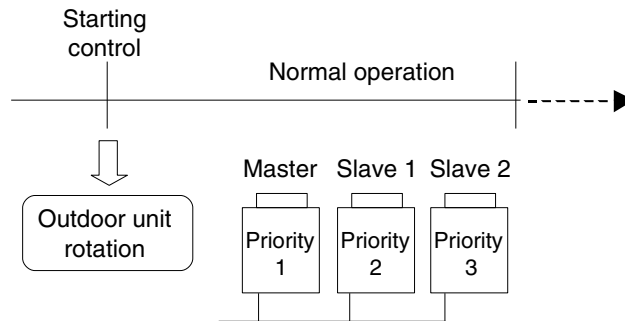 Starting
control
Normal operation
Outdoor unit
rotation
Master Slave 1 Slave 2
Priority Priority Priority
1 2 3